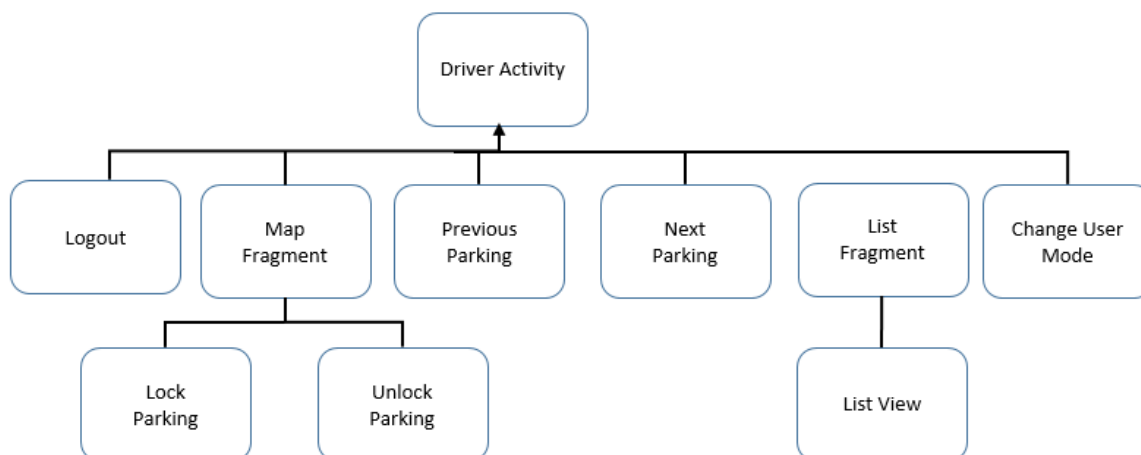 Driver Activity
Logout
Map
Fragment
Previous
Parking
Next
Parking
List
Fragment
Change User
Mode
Lock
Parking
Unlock
Parking
List View